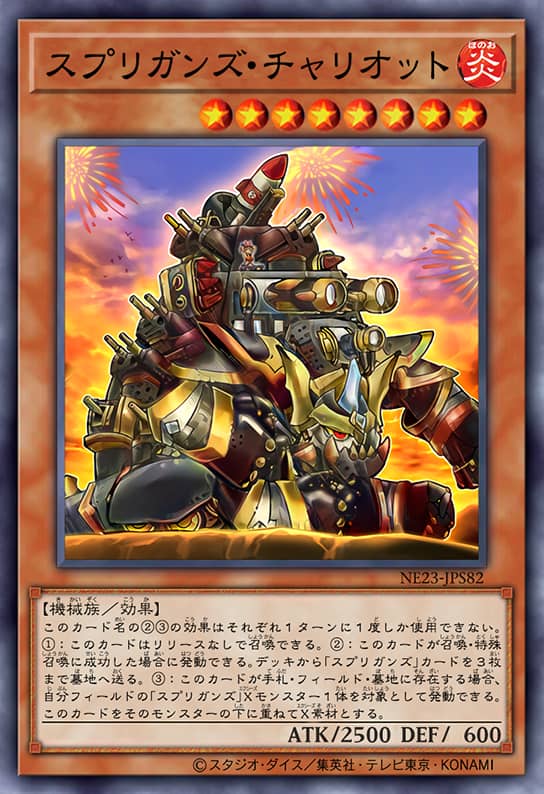 スプリガンズ・チャリオット
炎
NE23-JPS82
【機械族／効果】
このカード名の②③の効果はそれぞれ１ターンに１度しか使用できない。
①：このカードはリリースなしで召喚できる。②：このカードが召喚・特殊
召喚に成功した場合に発動できる。デッキから「スプリガンズ」カードを３枚
まで墓地へ送る。③：このカードが手札・フィールド・墓地に存在する場合、
自分フィールドの「スプリガンズ」Xモンスター１体を対象として発動できる。
このカードをそのモンスターの下に重ねてX素材とする。
ATK/2500 DEF/ 600
©スタジオ・ダイス／集英社・テレビ東京・KONAMI